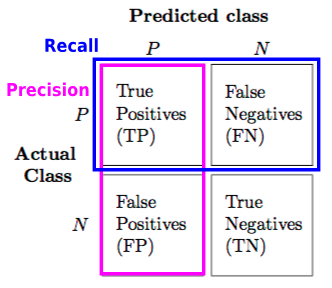 Predicted class
Recall
P N
Precision
P
True
Positives
(TP)
False
Negatives
(FN)
Actual
Class
N
False
Positives
(FP)
True
Negatives
(TN)